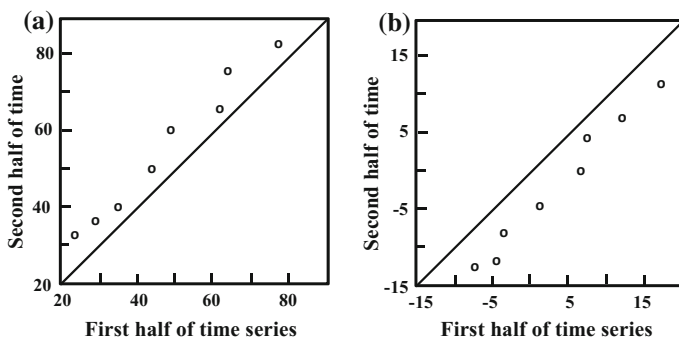 (a)
Second half of time
80
60
40
20
20 40 60 80
First half of time series
(b)
Second half of time
15
5
-5
-15
-15 -5 5 15
First half of time series